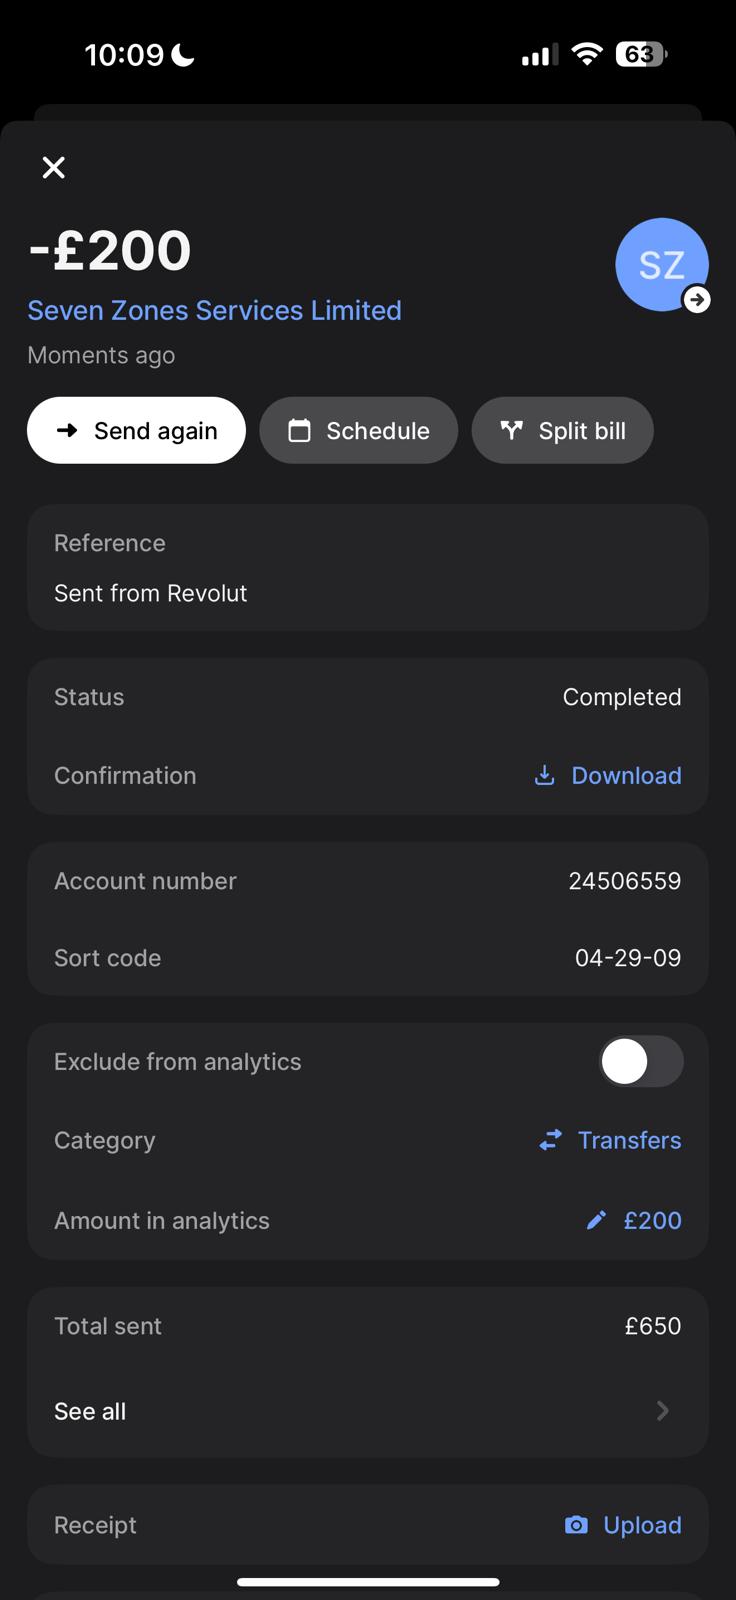 10:09
63
-£200
SZ
Seven Zones Services Limited
Moments ago
Send again
Schedule
Split bill
Reference
Sent from Revolut
Status
Completed
Confirmation
Download
Account number
24506559
Sort code
04-29-09
Exclude from analytics
Category
Transfers
Amount in analytics
£200
Total sent
£650
See all
Receipt
Upload